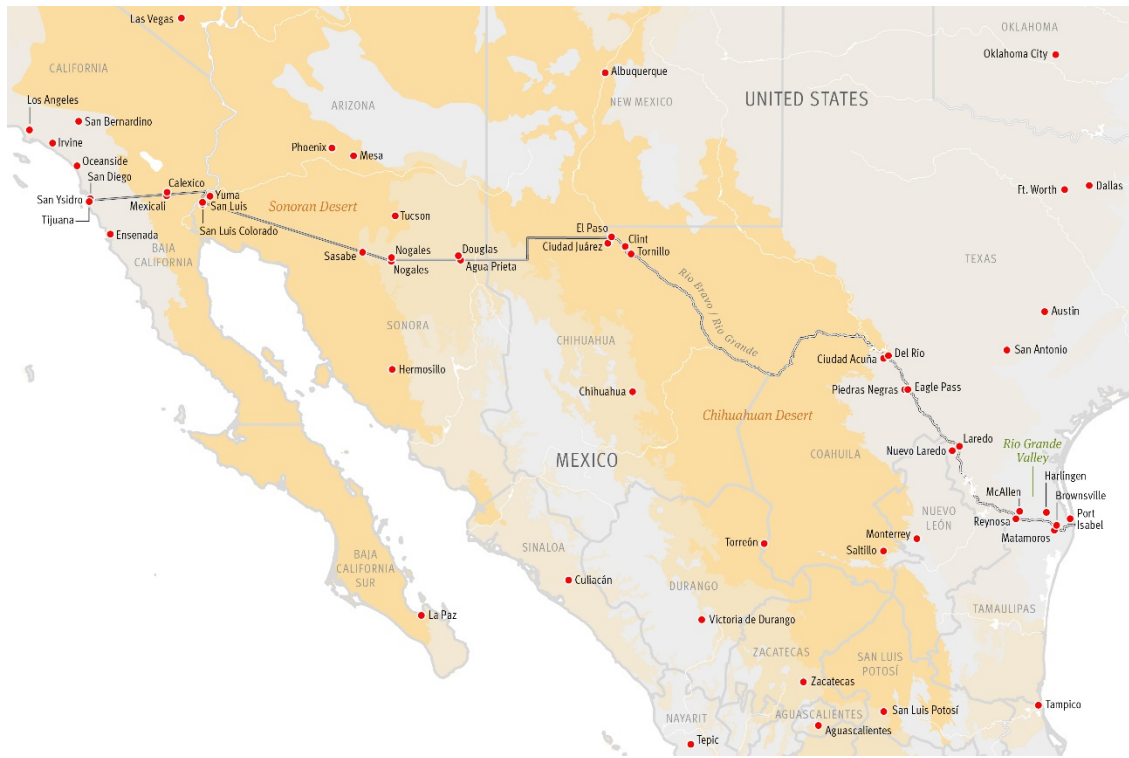 Las Vegas
OKLAHOMA
Oklahoma City
CALIFORNIA
Albuquerque
Los Angeles
ARIZONA
NEW MEXICO
UNITED STATES
San Bernardino
Irvine
Phoenix
Mesa
Oceanside
San Diego
Calexico
Ft. Worth
Dallas
San Ysidro
Mexicali
Yuma
San Luis
Sonoran Desert
Tijuana
San Luis Colorado
Tucson
Ensenada
BAJA
CALIFORNIA
El Paso
Ciudad Juárez
Clint
Tornillo
Sasabe
Nogales
Nogales
Douglas
Agua Prieta
TEXAS
Río Bravo / Rio Grande
Austin
SONORA
CHIHUAHUA
San Antonio
Ciudad Acuña
Del Río
Hermosillo
Chihuahua
Piedras Negras
Eagle Pass
Chihuahuan Desert
MEXICO
COAHUILA
Nuevo Laredo
Laredo
Rio Grande
Valley
Harlingen
McAllen
Brownsville
NUEVO
LEÓN
Reynosa
Port
Isabel
Matamoros
Monterrey
Saltillo
Torreón
SINALOA
BAJA
CALIFORNIA
SUR
Culiacán
DURANGO
TAMAULIPAS
La Paz
Victoria de Durango
ZACATECAS
SAN LUIS
POTOSÍ
Zacatecas
Tampico
NAYARIT
AGUASCALIENTES
San Luis Potosí
Aguascalientes
Tepic